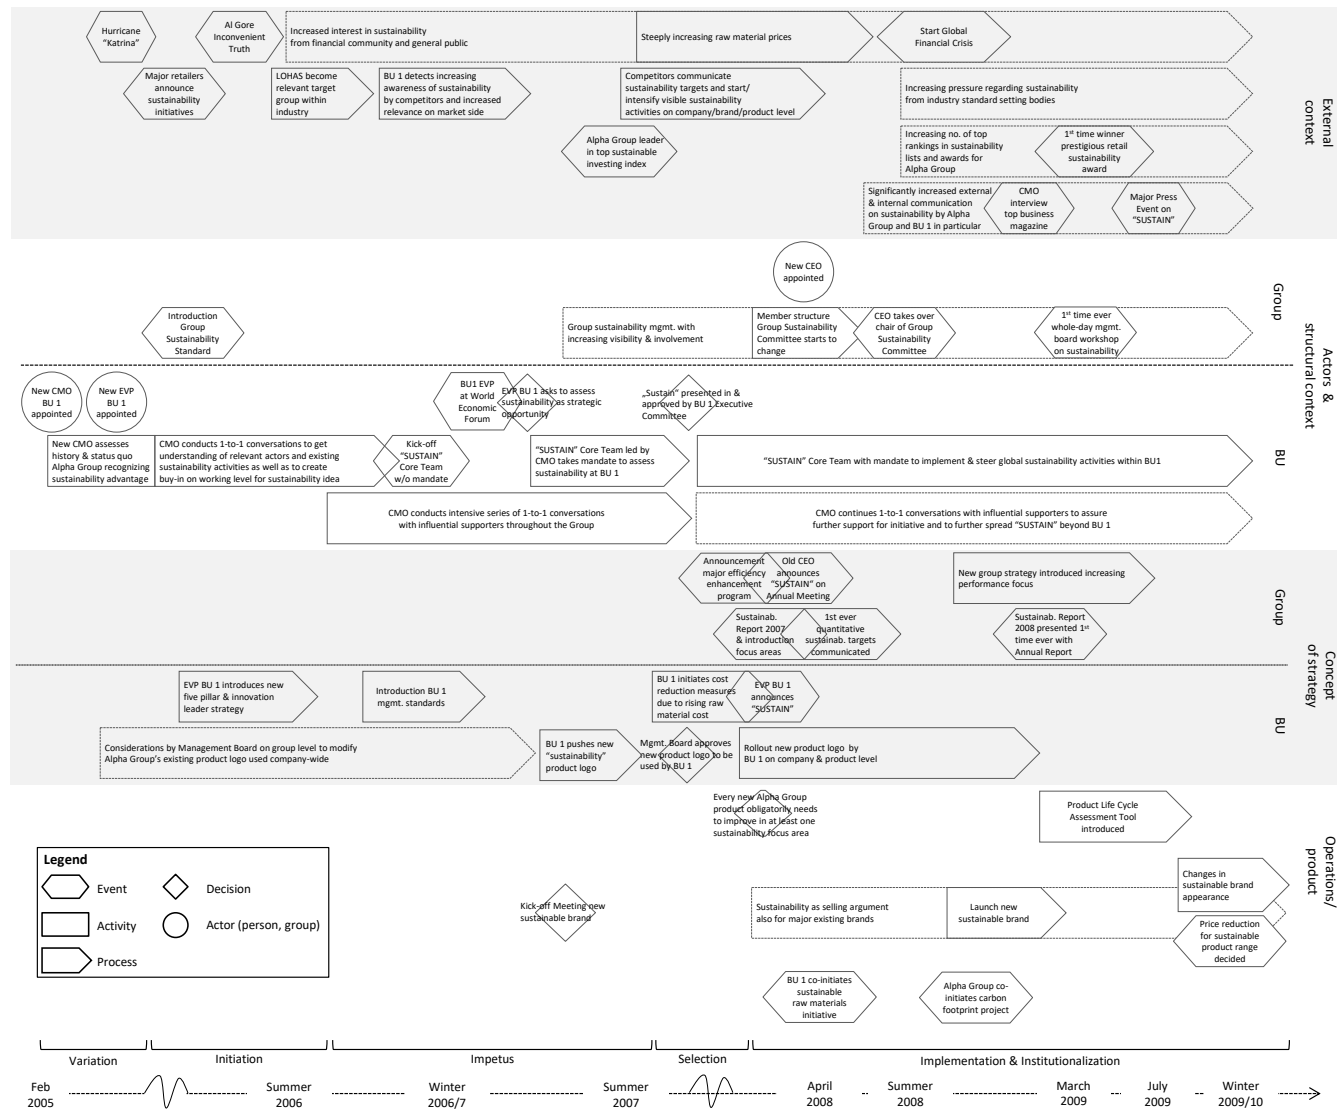 Hurricane
“Katrina”
Al Gore
Inconvenient
Truth
Increased interest in sustainability
from financial community and general public
Steeply increasing raw material prices
Start Global
Financial Crisis
Major retailers
announce
sustainability
initiatives
LOHAS become
relevant target
group within
industry
BU 1 detects increasing
awareness of sustainability
by competitors and increased
relevance on market side
Competitors communicate
sustainability targets and start/
intensify visible sustainability
activities on company/brand/product level
Increasing pressure regarding sustainability
from industry standard setting bodies
Alpha Group leader
in top sustainable
investing index
Increasing no. of top
rankings in sustainability
lists and awards for
Alpha Group
1st time winner
prestigious retail
sustainability
award
Significantly increased external
& internal communication
on sustainability by Alpha
Group and BU 1 in particular
CMO
interview
top business
magazine
Major Press
Event on
“SUSTAIN”
External
context
New CEO
appointed
Introduction
Group
Sustainability
Standard
Group sustainability mgmt. with
increasing visibility & involvement
Member structure
Group Sustainability
Committee starts to
change
CEO takes over
chair of Group
Sustainability
Committee
1st time ever
whole-day mgmt.
board workshop
on sustainability
Group
Actors &
structural context
New CMO
BU 1
appointed
New EVP
BU 1
appointed
BU1 EVP
at World
Economic
Forum
EVP BU 1 asks to assess
sustainability as strategic
opportunity
„Sustain“ presented in &
approved by BU 1 Executive
Committee
New CMO assesses
history & status quo
Alpha Group recognizing
sustainability advantage
CMO conducts 1-to-1 conversations to get
understanding of relevant actors and existing
sustainability activities as well as to create
buy-in on working level for sustainability idea
Kick-off
“SUSTAIN”
Core Team
w/o mandate
“SUSTAIN” Core Team led by
CMO takes mandate to assess
sustainability at BU 1
“SUSTAIN” Core Team with mandate to implement & steer global sustainability activities within BU1
BU
CMO conducts intensive series of 1-to-1 conversations
with influential supporters throughout the Group
CMO continues 1-to-1 conversations with influential supporters to assure
further support for initiative and to further spread “SUSTAIN” beyond BU 1
Announcement
major efficiency
enhancement
program
Old CEO
announces
“SUSTAIN” on
Annual Meeting
New group strategy introduced increasing
performance focus
Sustainab.
Report 2007
& introduction
focus areas
1st ever
quantitative
sustainab. targets
communicated
Sustainab. Report
2008 presented 1st
time ever with
Annual Report
Group
Concept
of strategy
EVP BU 1 introduces new
five pillar & innovation
leader strategy
Introduction BU 1
mgmt. standards
BU 1 initiates cost
reduction measures
due to rising raw
material cost
EVP BU 1
announces
“SUSTAIN”
BU
Considerations by Management Board on group level to modify
Alpha Group’s existing product logo used company-wide
BU 1 pushes new
“sustainability”
product logo
Mgmt. Board approves
new product logo to be
used by BU 1
Rollout new product logo by
BU 1 on company & product level
Every new Alpha Group
product obligatorily needs
to improve in at least one
sustainability focus area
Product Life Cycle
Assessment Tool
introduced
Operations/
product
Kick-off Meeting new
sustainable brand
Sustainability as selling argument
also for major existing brands
Launch new
sustainable brand
Changes in
sustainable brand
appearance
Price reduction
for sustainable
product range
decided
BU 1 co-initiates
sustainable
raw materials
initiative
Alpha Group co-
initiates carbon
footprint project
Legend
Event
Decision
Activity
Actor (person, group)
Process
Variation
Initiation
Impetus
Selection
Implementation & Institutionalization
Feb
2005
Summer
2006
Winter
2006/7
Summer
2007
April
2008
Summer
2008
March
2009
July
2009
Winter
2009/10